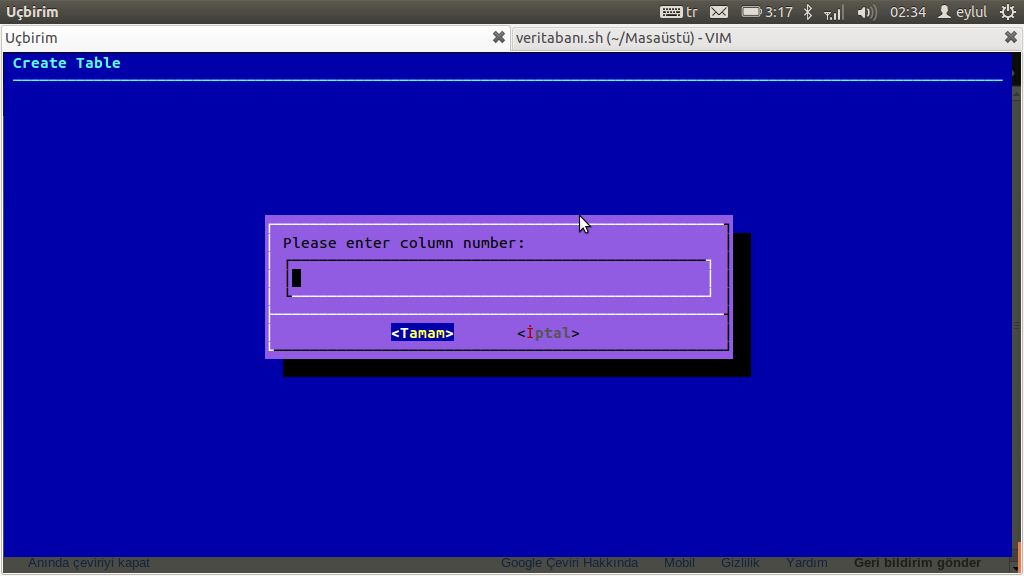 Uçbirim tr 3:17 02:34 eylul
Uçbirim veritabanı.sh (~/Masaüstü) - VIM
Create Table
Please enter column number:
<Tamam> <İptal>
Anında çeviriyi kapat Google Çeviri Hakkında Mobil Gizlilik Yardım Geri bildirim gönder